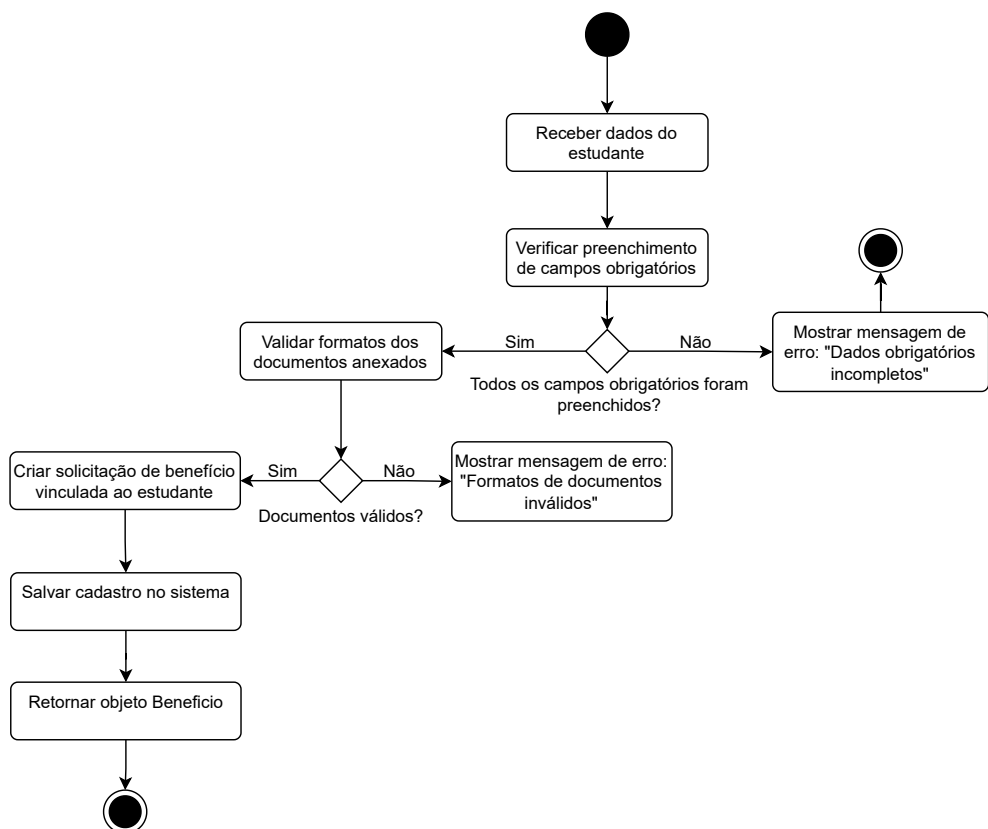 Receber dados do
estudante
Verificar preenchimento
de campos obrigatórios
Sim
Não
Validar formatos dos
documentos anexados
Mostrar mensagem de
erro: "Dados obrigatórios
incompletos"
Todos os campos obrigatórios foram
preenchidos?
Criar solicitação de benefício
vinculada ao estudante
Sim
Não
Mostrar mensagem de erro:
"Formatos de documentos
inválidos"
Documentos válidos?
Salvar cadastro no sistema
Retornar objeto Beneficio